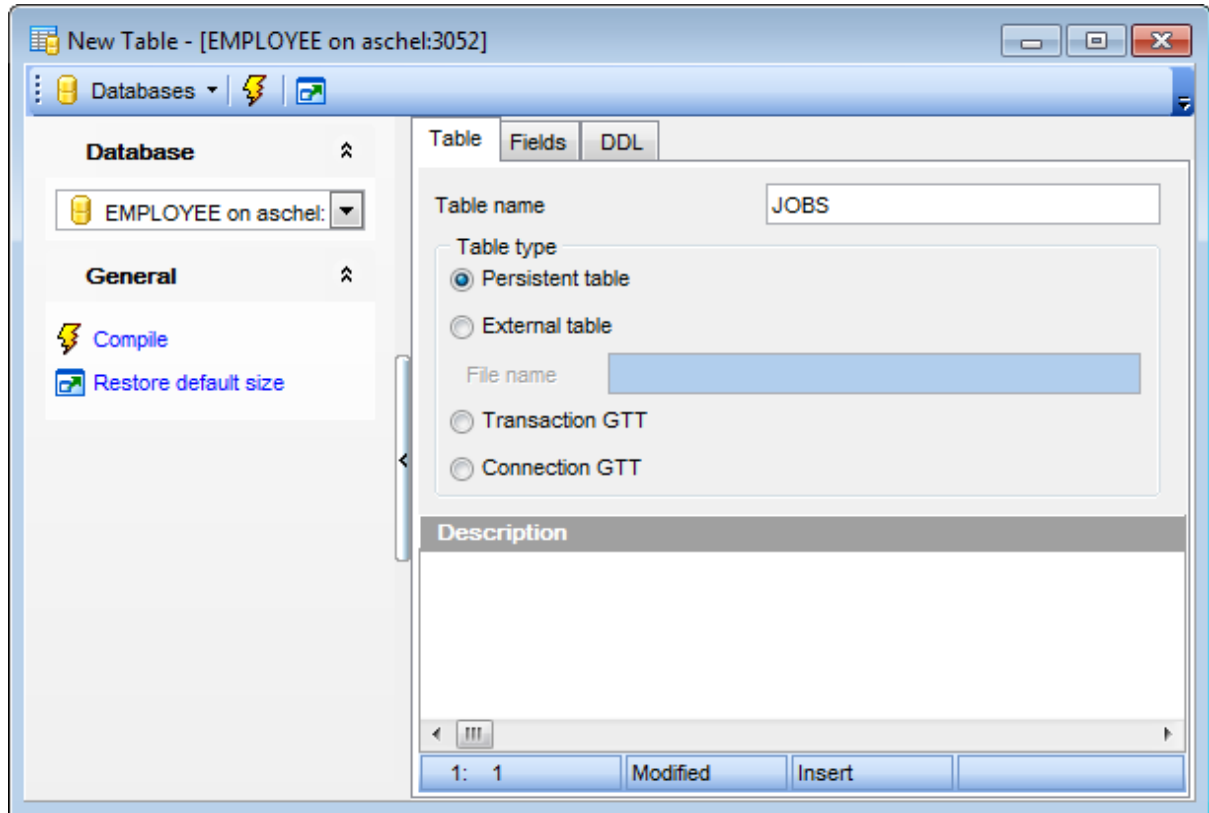 New Table - [EMPLOYEE on aschel:3052]
Databases
Database
EMPLOYEE on aschel:
General
Compile
Restore default size
Table Fields DDL
Table name JOBS
Table type
Persistent table
External table
File name
Transaction GTT
Connection GTT
Description
1: 1 Modified Insert